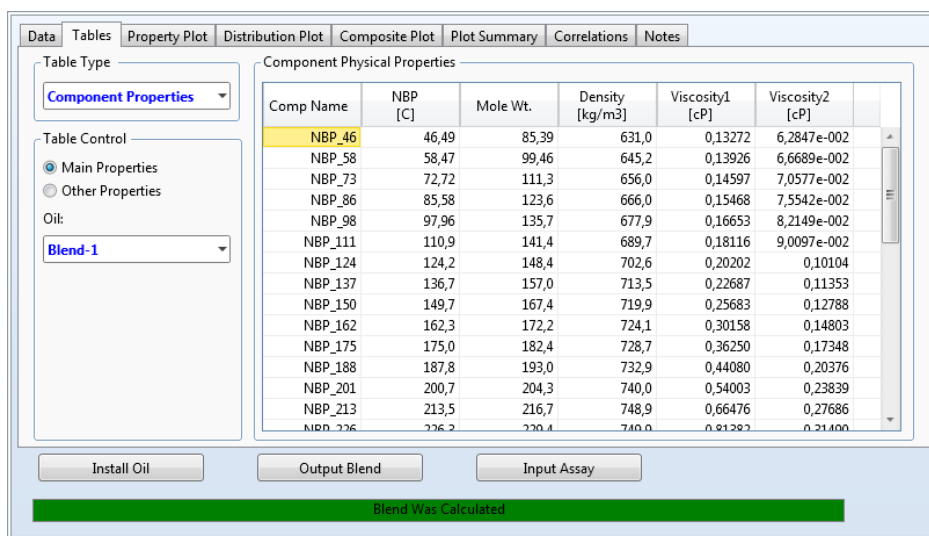 Data Tables Property Plot Distribution Plot Composite Plot Plot Summary Correlations Notes
Table Type
Component Properties
Table Control
Main Properties
Other Properties
Oil:
Blend-1
Component Physical Properties
Comp Name NBP [C] Mole Wt. Density [kg/m3] Viscosity1 [cP] Viscosity2 [cP]
NBP_46 46,49 85,39 631,0 0,13272 6,2847e-002
NBP_58 58,47 99,46 645,2 0,13926 6,6689e-002
NBP_73 72,72 111,3 656,0 0,14597 7,0577e-002
NBP_86 85,58 123,6 666,0 0,15468 7,5542e-002
NBP_98 97,96 135,7 677,9 0,16653 8,2149e-002
NBP_111 110,9 141,4 689,7 0,18116 9,0097e-002
NBP_124 124,2 148,4 702,6 0,20202 0,10104
NBP_137 136,7 157,0 713,5 0,22687 0,11353
NBP_150 149,7 167,4 719,9 0,25683 0,12788
NBP_162 162,3 172,2 724,1 0,30158 0,14803
NBP_175 175,0 182,4 728,7 0,36250 0,17348
NBP_188 187,8 193,0 732,9 0,44080 0,20376
NBP_201 200,7 204,3 740,0 0,54003 0,23839
NBP_213 213,5 216,7 748,9 0,66476 0,27686
NBP_226 226,3 229,4 749,9 0,81382 0,31490
Install Oil Output Blend Input Assay
Blend Was Calculated